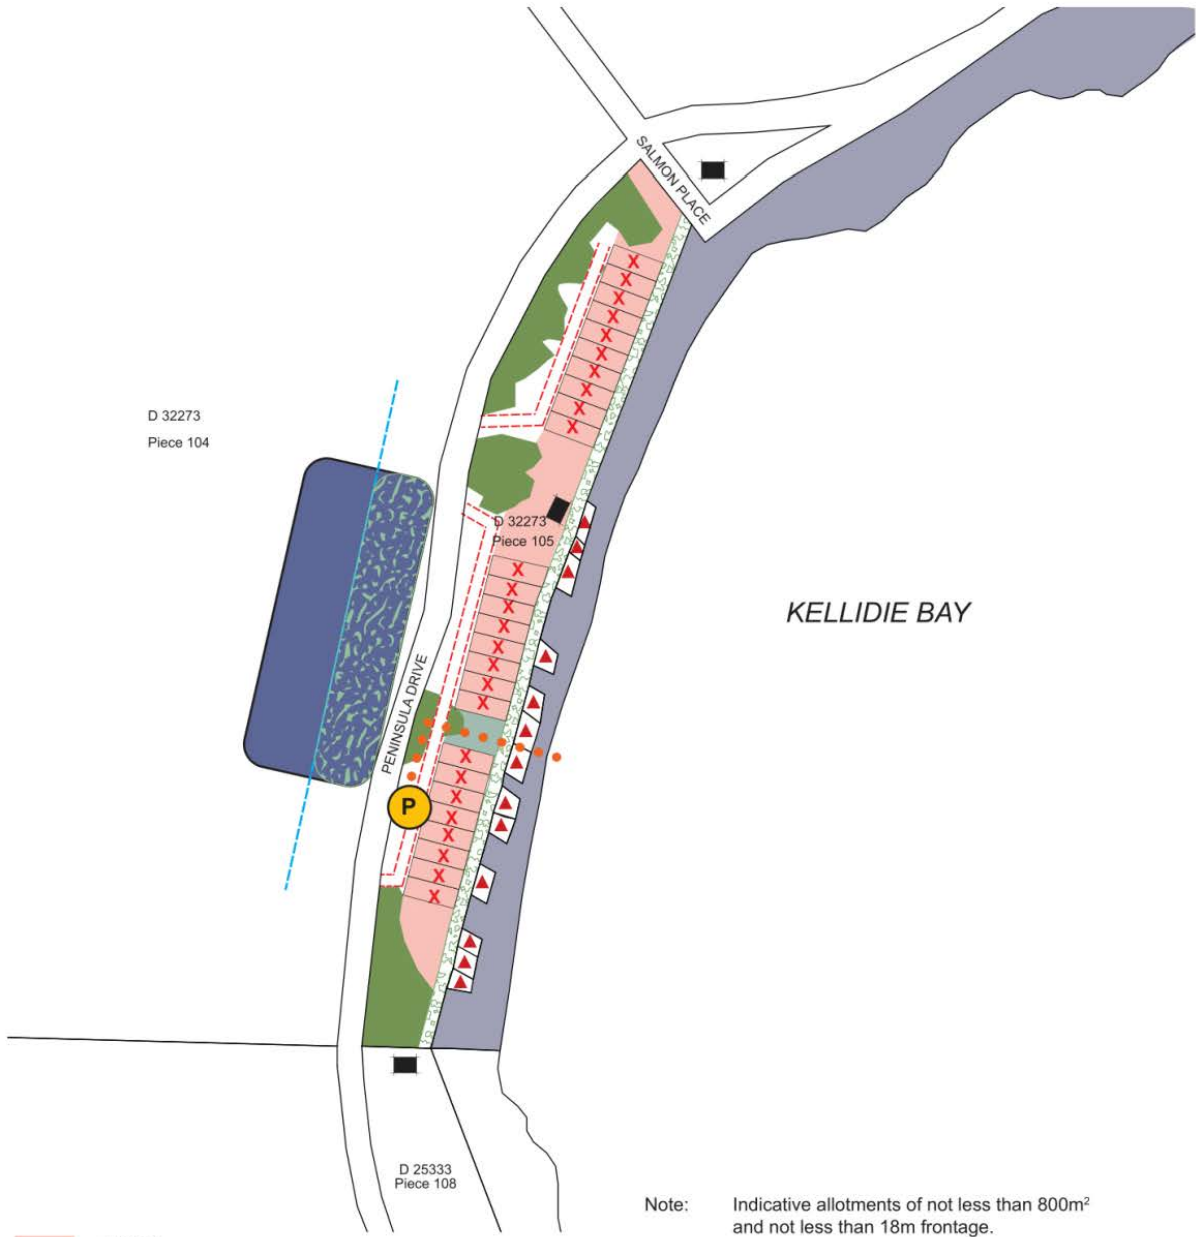 SALMON PLACE
X
X
X
X
X
X
X
X
X
X
D 32273
Piece 104
D 32273
Piece 105
X
X
X
X
X
X
X
X
KELLIDIE BAY
PENINSULA DRIVE
X
X
X
X
X
X
X
X
P
D 25333
Piece 108
Note: Indicative allotments of not less than 800m²
and not less than 18m frontage.